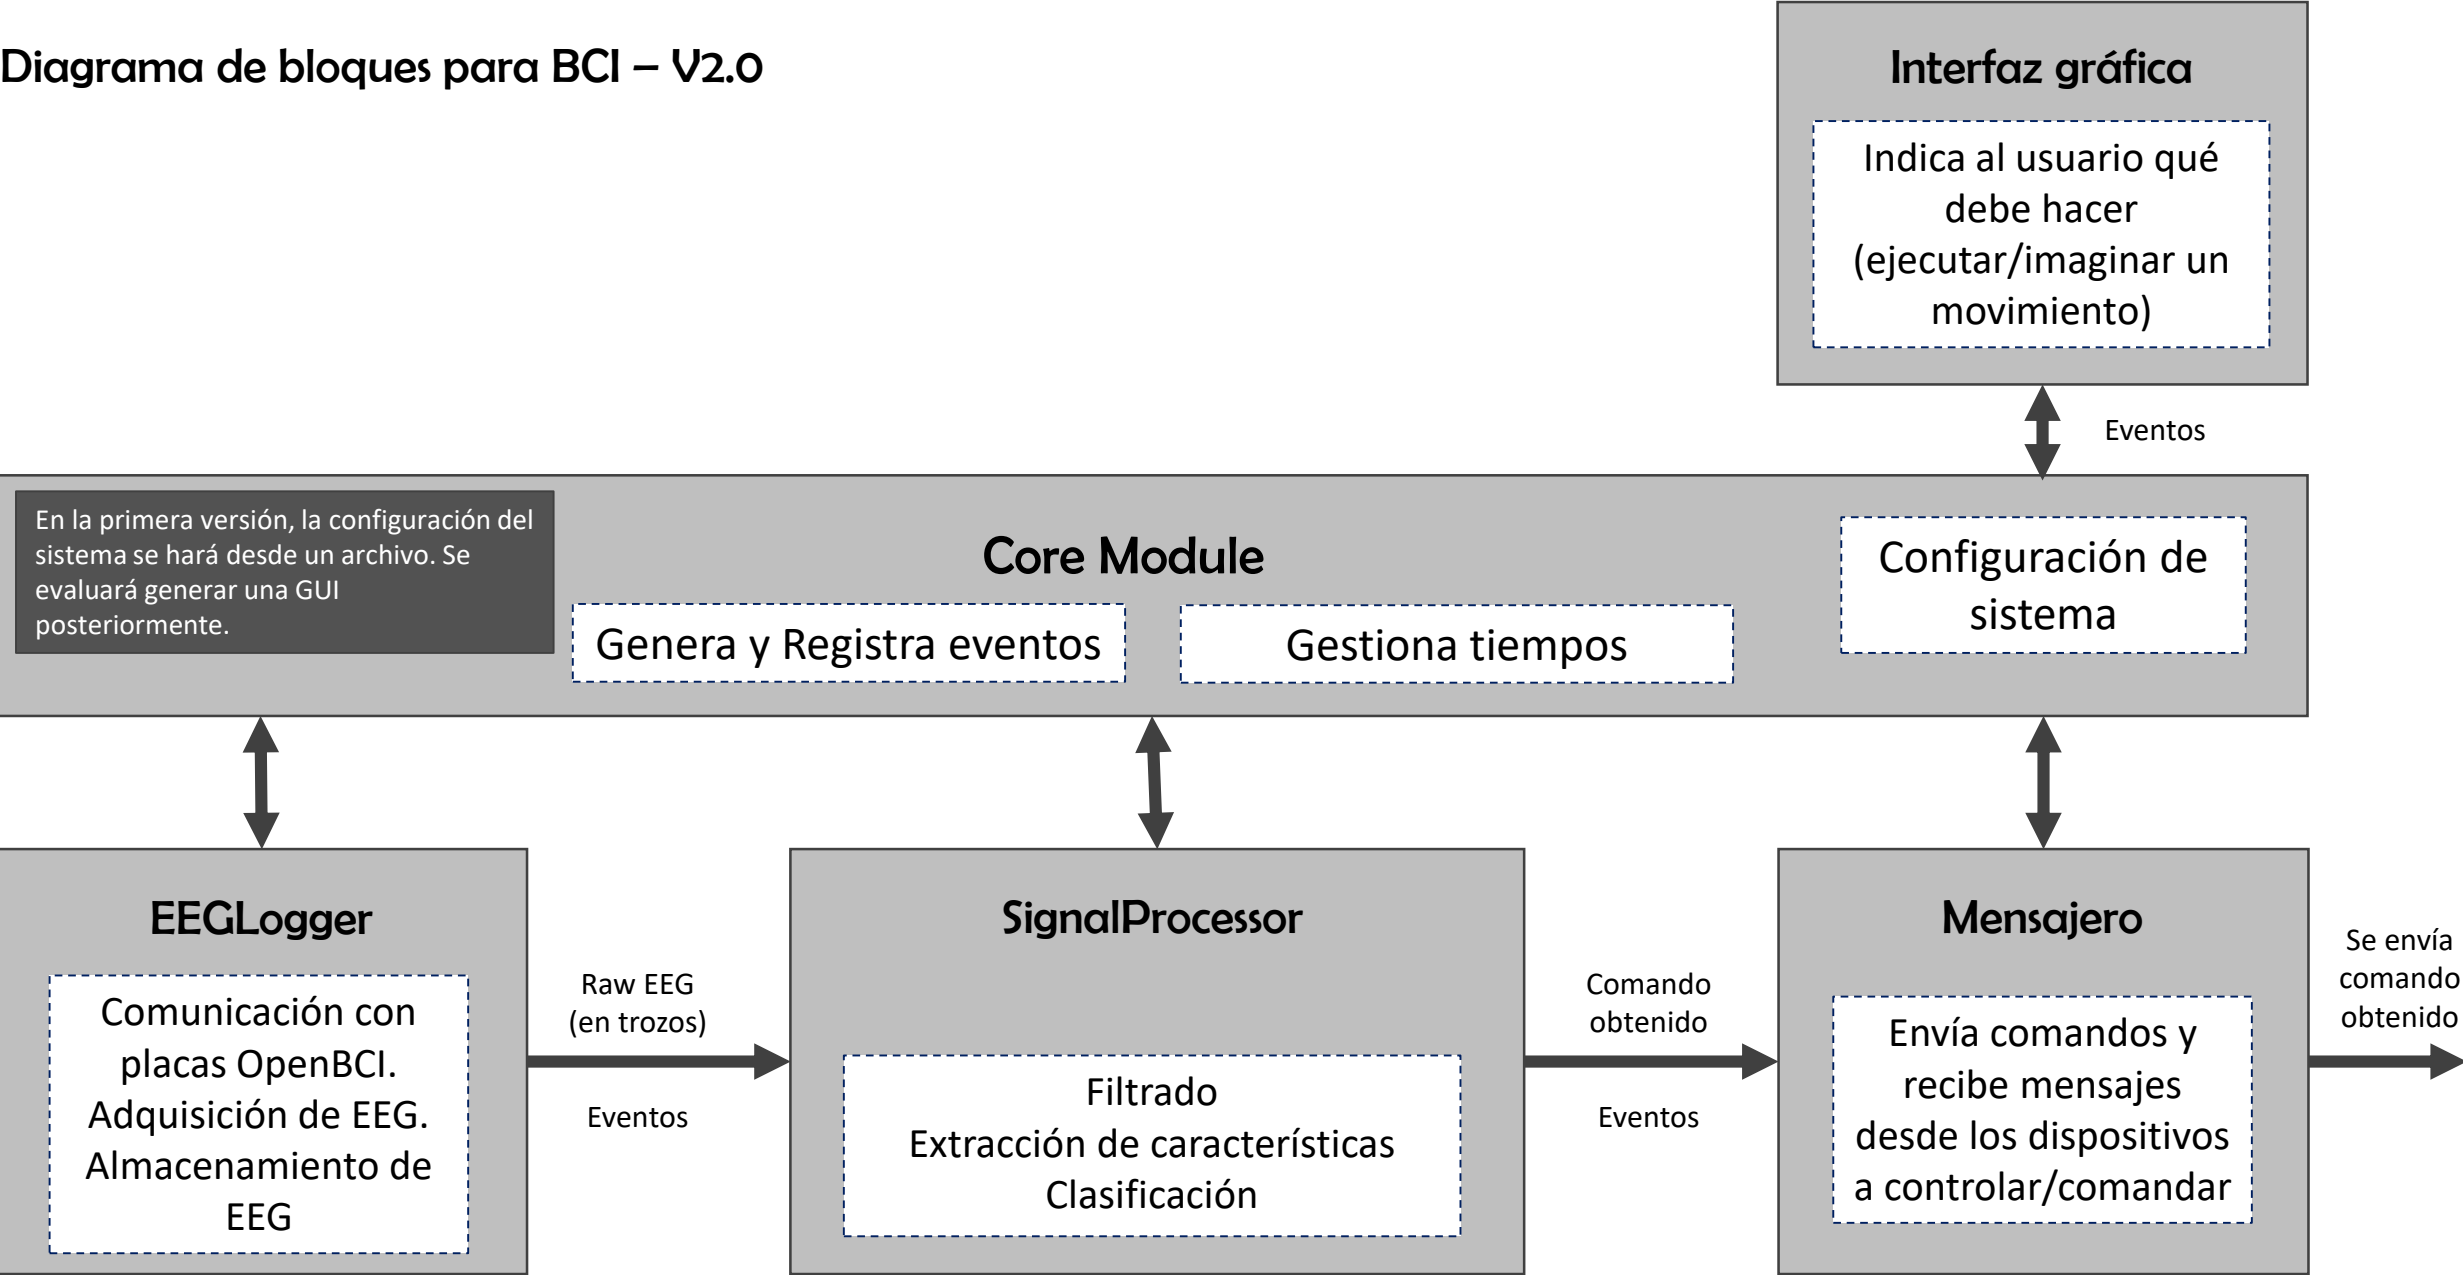 Diagrama de bloques para BCI – V2.0
Interfaz gráfica
Indica al usuario qué
debe hacer
(ejecutar/imaginar un
movimiento)
Eventos
En la primera versión, la configuración del
sistema se hará desde un archivo. Se
evaluará generar una GUI
posteriormente.
Core Module
Genera y Registra eventos
Gestiona tiempos
Configuración de
sistema
EEGLogger
Comunicación con
placas OpenBCI.
Adquisición de EEG.
Almacenamiento de
EEG
Raw EEG
(en trozos)
Eventos
SignalProcessor
Filtrado
Extracción de características
Clasificación
Comando
obtenido
Eventos
Mensajero
Envía comandos y
recibe mensajes
desde los dispositivos
a controlar/comandar
Se envía
comando
obtenido